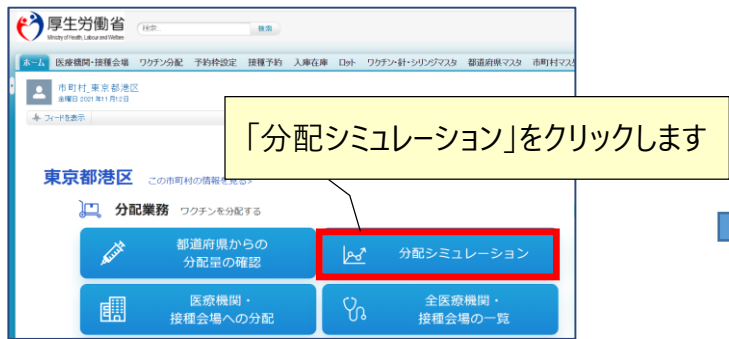 厚生労働省
Ministry of Health, Labour and Welfare
検索...
検索
ホーム 医療機関・接種会場 ワクチン分配 予約枠設定 接種予約 入庫在庫 ロット ワクチン・針・シリンジマスタ 都道府県マスタ 市町村マス
市町村_東京都港区
金曜日 2021年11月12日
フィードを表示
「分配シミュレーション」をクリックします
東京都港区 この市町村の情報を見る>
分配業務 ワクチンを分配する
都道府県からの
分配量の確認
分配シミュレーション
医療機関・
接種会場への分配
全医療機関・
接種会場の一覧